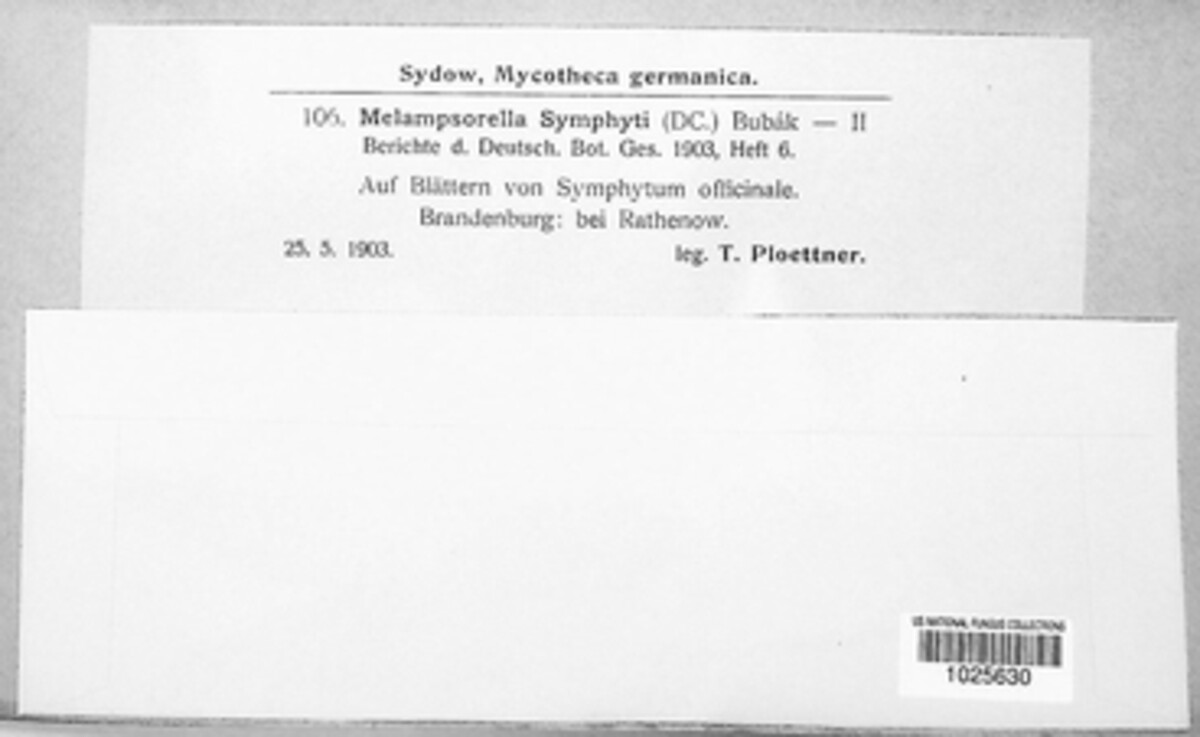 Sydow, Mycotheca germanica.
106. Melampsorella Symphyti (DC.) Bubák — II
Berichte d. Deutsch. Bot. Ges. 1903, Heft 6.
Auf Blättern von Symphytum officinale.
Brandenburg: bei Rathenow.
25. 5. 1903. leg. T. Ploettner.
US NATIONAL FUNGUS COLLECTIONS
1025630